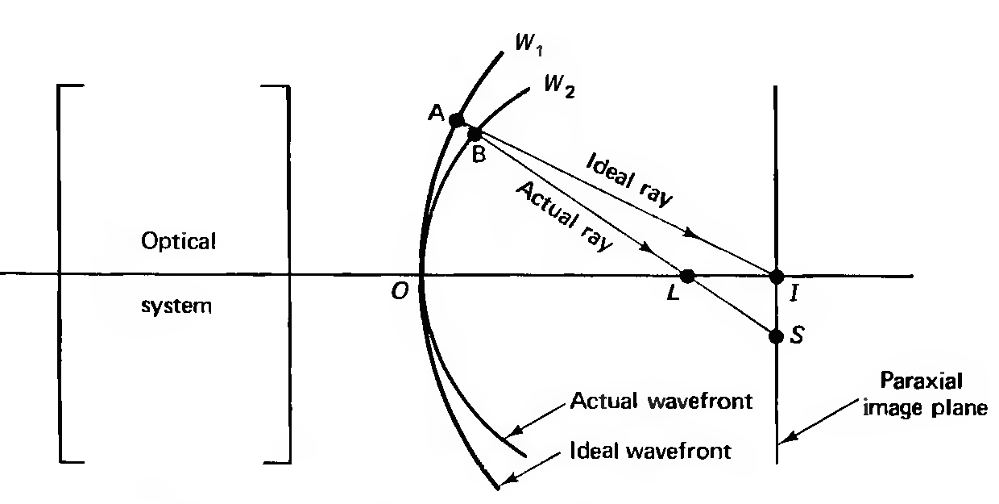 W₁
W₂
A
B
Ideal ray
Actual ray
Optical
system
O
L
I
S
Paraxial
image plane
Actual wavefront
Ideal wavefront